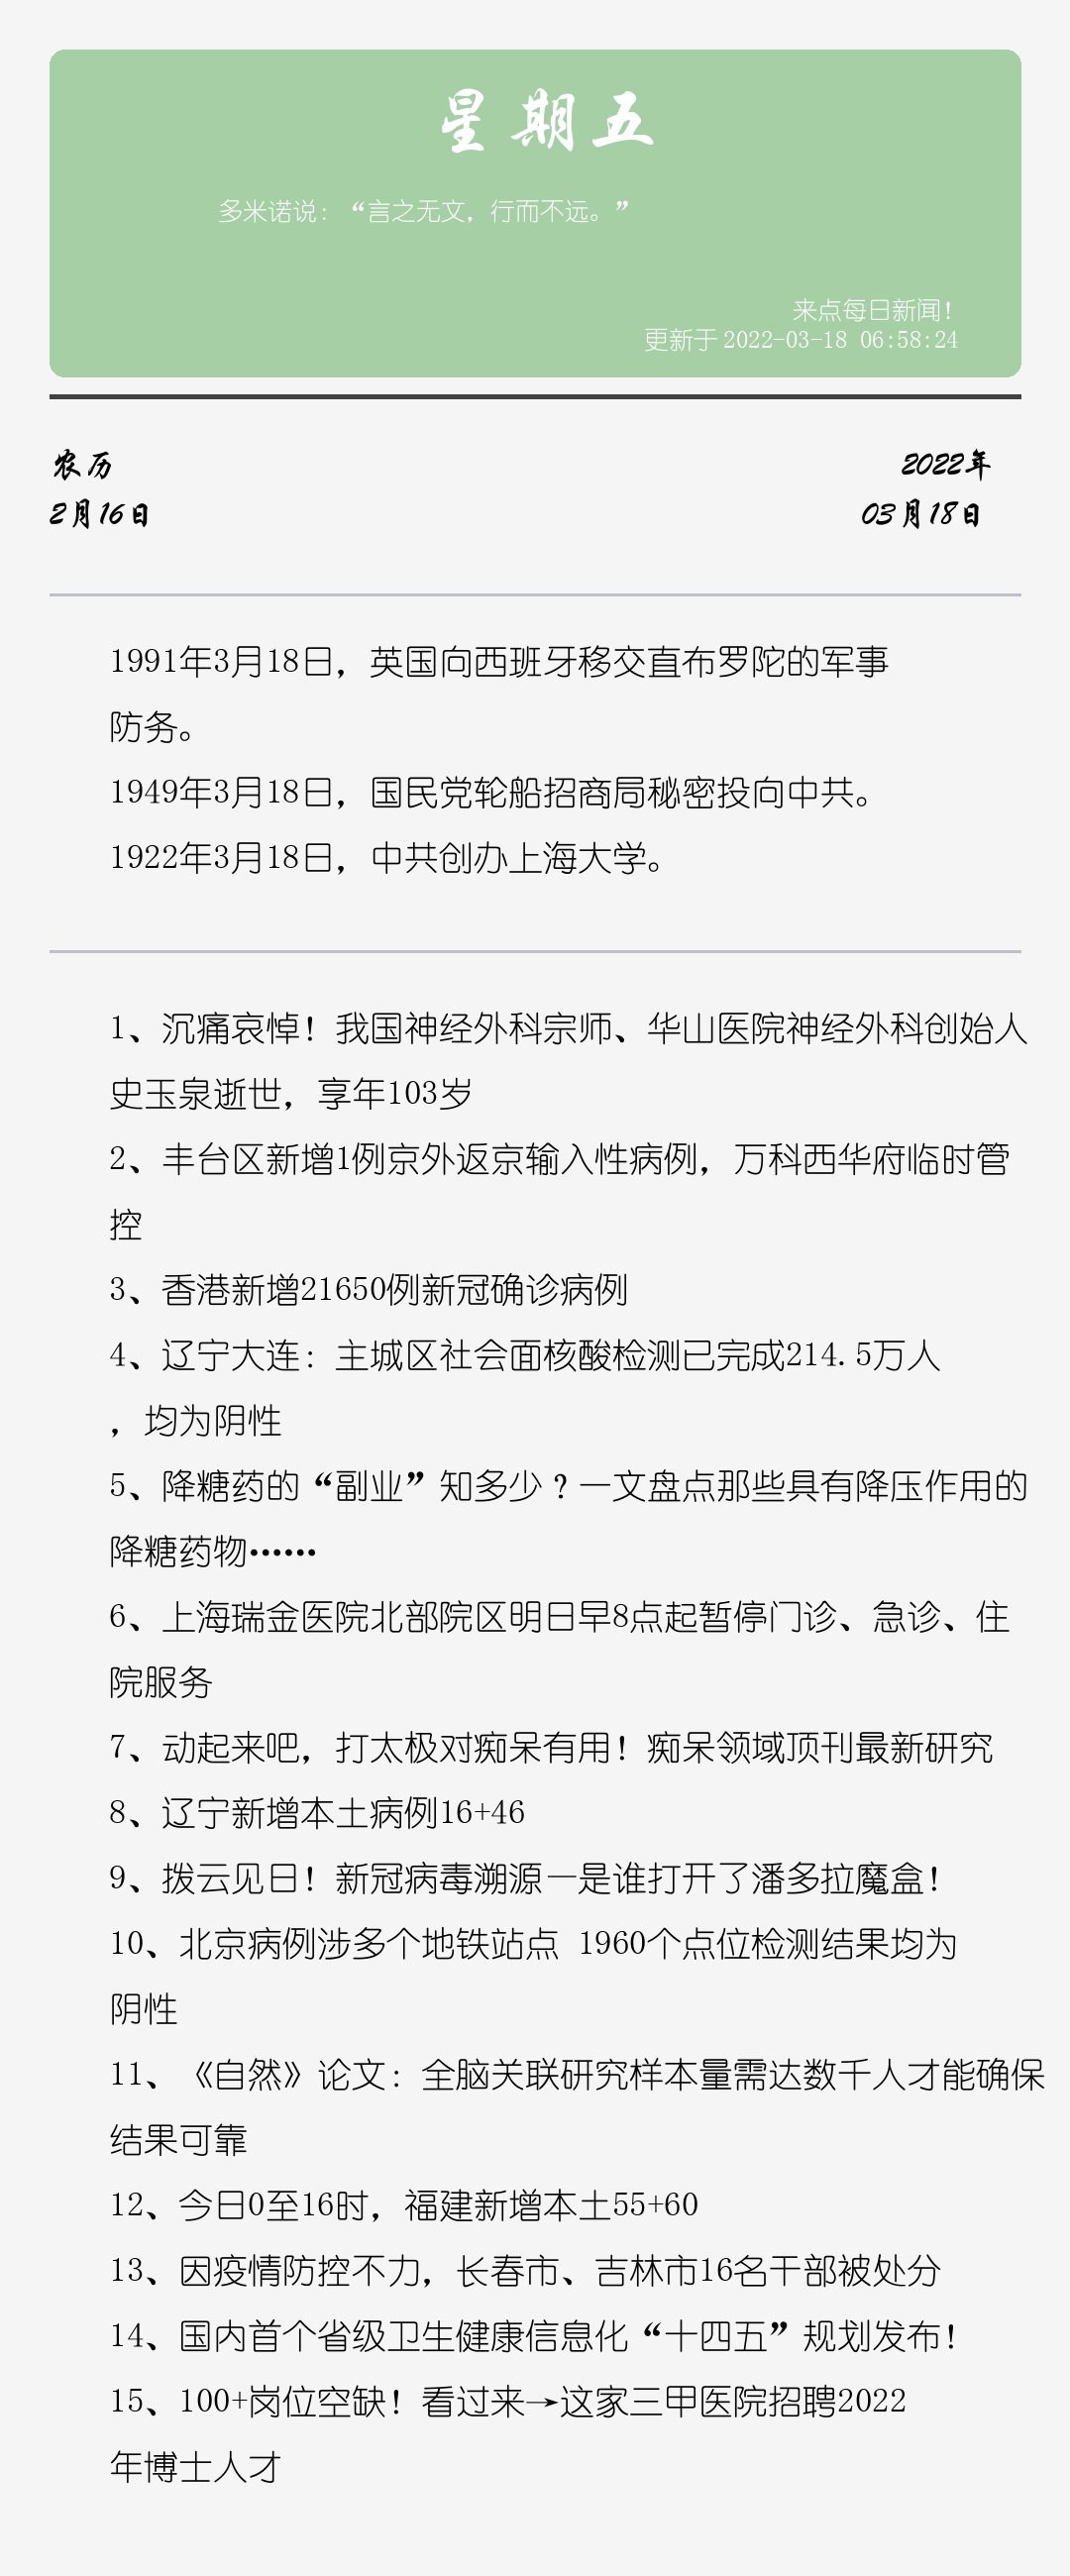 星期五
多米诺说：“言之无文，行而不远。”
来点每日新闻！
更新于 2022-03-18 06:58:24
农历
2022年
2月16日
03月18日
1991年3月18日，英国向西班牙移交直布罗陀的军事
防务。
1949年3月18日，国民党轮船招商局秘密投向中共。
1922年3月18日，中共创办上海大学。
1、沉痛哀悼！我国神经外科宗师、华山医院神经外科创始人
史玉泉逝世，享年103岁
2、丰台区新增1例京外返京输入性病例，万科西华府临时管
控
3、香港新增21650例新冠确诊病例
4、辽宁大连：主城区社会面核酸检测已完成214.5万人
，均为阴性
5、降糖药的“副业”知多少？一文盘点那些具有降压作用的
降糖药物……
6、上海瑞金医院北部院区明日早8点起暂停门诊、急诊、住
院服务
7、动起来吧，打太极对痴呆有用！痴呆领域顶刊最新研究
8、辽宁新增本土病例16+46
9、拨云见日！新冠病毒溯源—是谁打开了潘多拉魔盒！
10、北京病例涉多个地铁站点 1960个点位检测结果均为
阴性
11、《自然》论文：全脑关联研究样本量需达数千人才能确保
结果可靠
12、今日0至16时，福建新增本土55+60
13、因疫情防控不力，长春市、吉林市16名干部被处分
14、国内首个省级卫生健康信息化“十四五”规划发布！
15、100+岗位空缺！看过来→这家三甲医院招聘2022
年博士人才